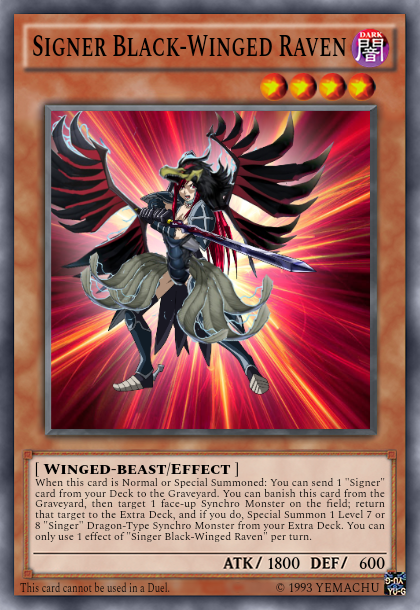 SIGNER BLACK-WINGED RAVEN
DARK
闇
[ WINGED-BEAST/EFFECT ]
When this card is Normal or Special Summoned: You can send 1 "Signer"
card from your Deck to the Graveyard. You can banish this card from the
Graveyard, then target 1 face-up Synchro Monster on the field; return
that target to the Extra Deck, and if you do, Special Summon 1 Level 7 or
8 "Singer" Dragon-Type Synchro Monster from your Extra Deck. You can
only use 1 effect of "Singer Black-Winged Raven" per turn.
ATK/ 1800 DEF/ 600
This card cannot be used in a Duel.
© 1993 YEMACHU
YU-G